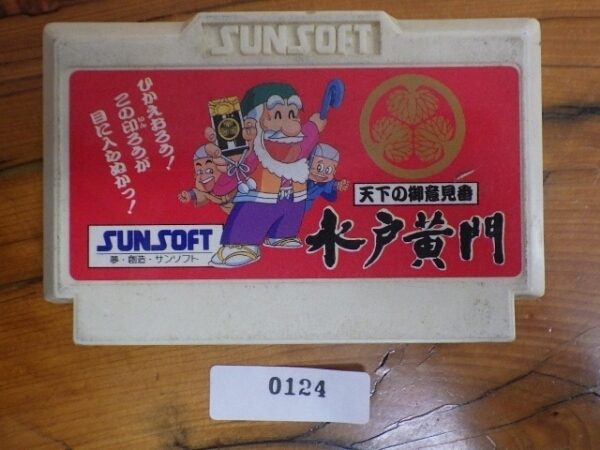 SUNSOFT
ひかえおろう！
この印ろうが
いん
目に入らぬかっ！
天下の御意見番
水戸黄門
SUNSOFT
夢・創造・サンソフト
0124